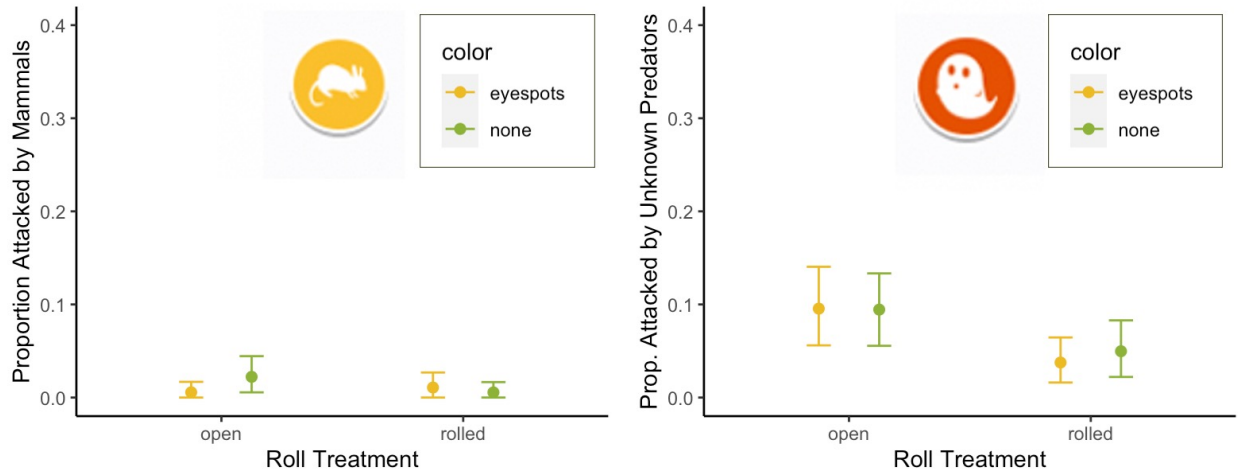 Proportion Attacked by Mammals
0.4
0.3
0.2
0.1
0.0
color
eyespots
none
open
rolled
Roll Treatment
Prop. Attacked by Unknown Predators
0.4
0.3
0.2
0.1
0.0
color
eyespots
none
open
rolled
Roll Treatment